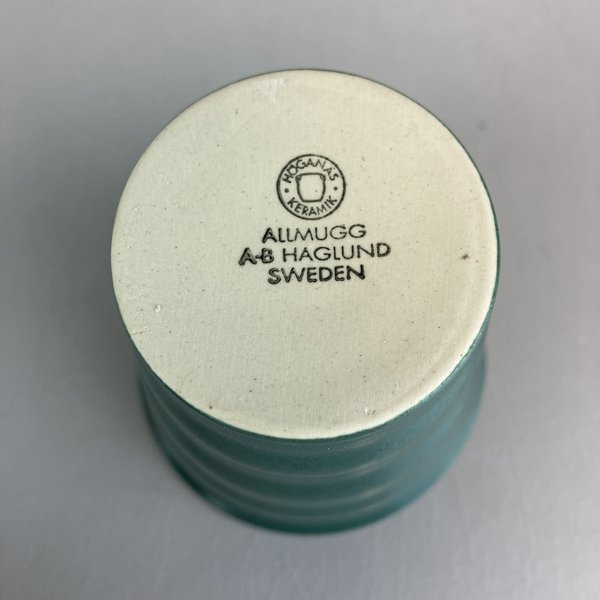 HÖGANÄS
KERAMIK
ALLMUGG
A-B HAGLUND
SWEDEN